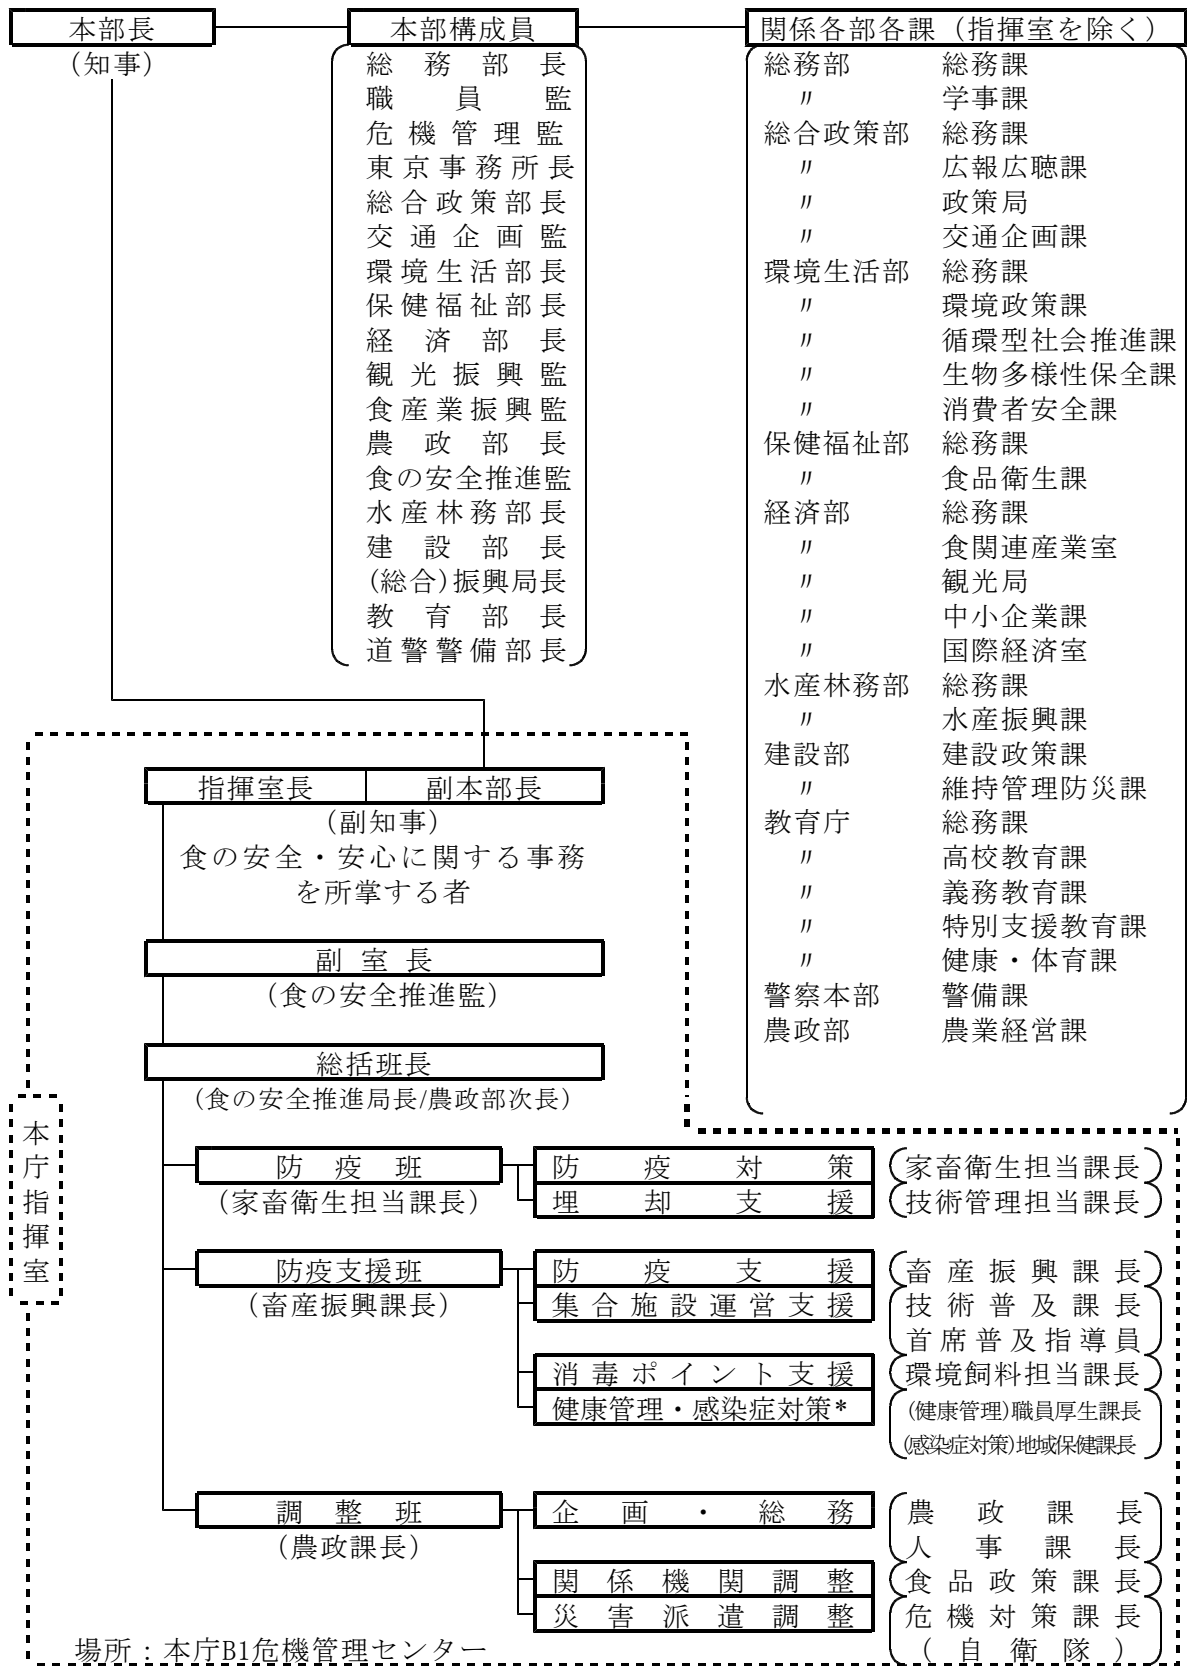 本部長
(知事)
本部構成員
総務部長
職員監
危機管理監
東京事務所長
総合政策部長
交通企画監
環境生活部長
保健福祉部長
経済部長
観光振興監
食産業振興監
農政部長
食の安全推進監
水産林務部長
建設部長
(総合)振興局長
教育部長
道警警備部長
関係各部各課（指揮室を除く）
総務部 総務課
〃 学事課
総合政策部 総務課
〃 広報広聴課
〃 政策局
〃 交通企画課
環境生活部 総務課
〃 環境政策課
〃 循環型社会推進課
〃 生物多様性保全課
〃 消費者安全課
保健福祉部 総務課
〃 食品衛生課
経済部 総務課
〃 食関連産業室
〃 観光局
〃 中小企業課
〃 国際経済室
水産林務部 総務課
〃 水産振興課
建設部 建設政策課
〃 維持管理防災課
教育庁 総務課
〃 高校教育課
〃 義務教育課
〃 特別支援教育課
〃 健康・体育課
警察本部 警備課
農政部 農業経営課
指揮室長 副本部長
(副知事)
食の安全・安心に関する事務
を所掌する者
副室長
(食の安全推進監)
総括班長
(食の安全推進局長/農政部次長)
本庁指揮室
防疫班
(家畜衛生担当課長)
防疫対策 (家畜衛生担当課長)
埋却支援 (技術管理担当課長)
防疫支援班
(畜産振興課長)
防疫支援 (畜産振興課長)
集合施設運営支援 技術普及課長
首席普及指導員
消毒ポイント支援 (環境飼料担当課長)
健康管理・感染症対策* (健康管理)職員厚生課長
(感染症対策)地域保健課長
調整班
(農政課長)
企画・総務 農政課長
人事課長
関係機関調整 (食品政策課長)
災害派遣調整 危機対策課長
(自衛隊)
場所：本庁B1危機管理センター